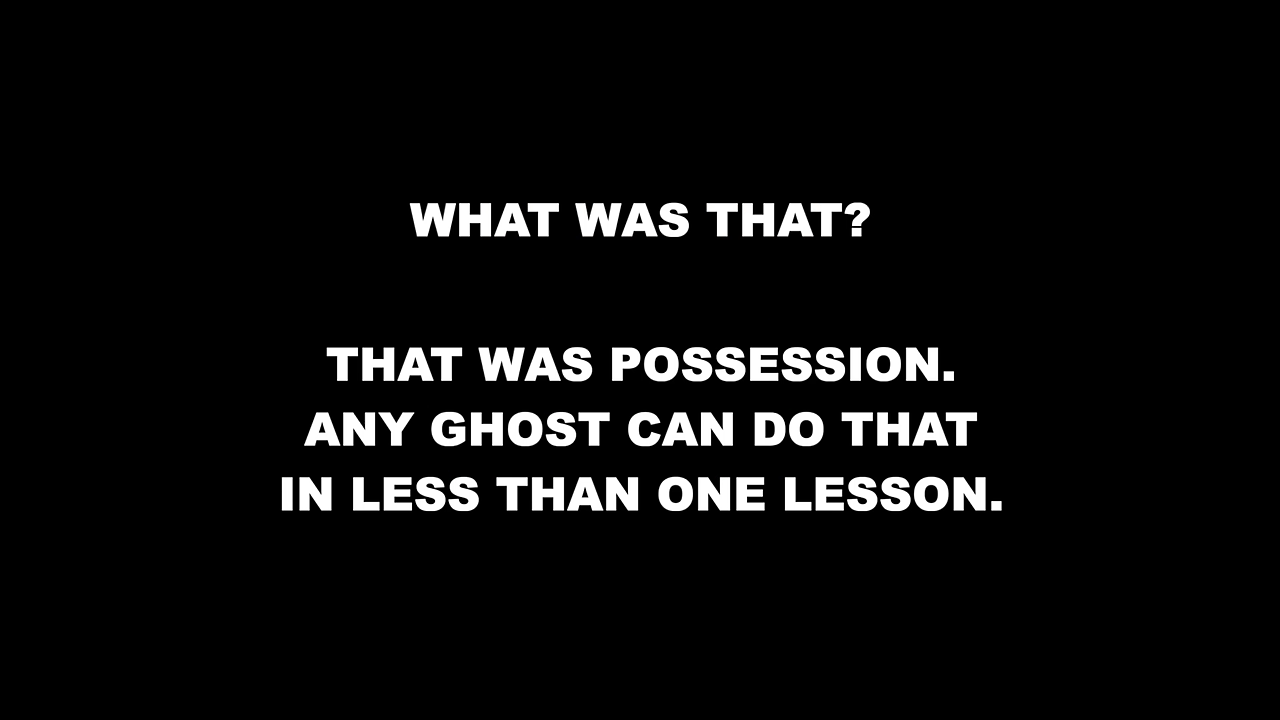 WHAT WAS THAT?
THAT WAS POSSESSION.
ANY GHOST CAN DO THAT
IN LESS THAN ONE LESSON.